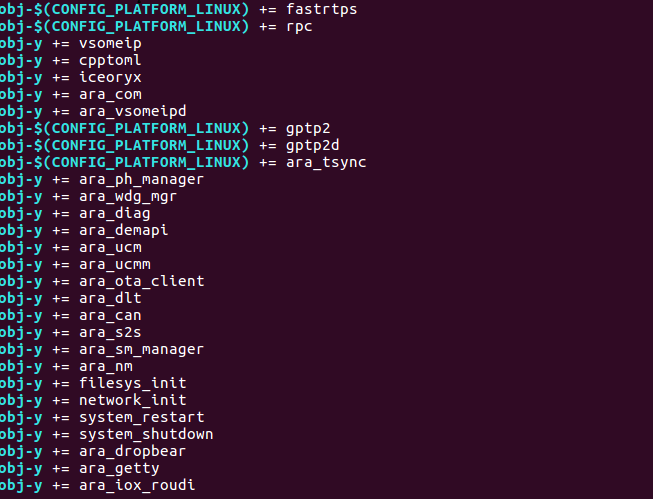 obj-$(CONFIG_PLATFORM_LINUX) += fastrtps
obj-$(CONFIG_PLATFORM_LINUX) += rpc
obj-y += vsomeip
obj-y += cpptoml
obj-y += iceoryx
obj-y += ara_com
obj-y += ara_vsomeipd
obj-$(CONFIG_PLATFORM_LINUX) += gptp2
obj-$(CONFIG_PLATFORM_LINUX) += gptp2d
obj-$(CONFIG_PLATFORM_LINUX) += ara_tsync
obj-y += ara_ph_manager
obj-y += ara_wdg_mgr
obj-y += ara_diag
obj-y += ara_demapi
obj-y += ara_ucm
obj-y += ara_ucmm
obj-y += ara_ota_client
obj-y += ara_dlt
obj-y += ara_can
obj-y += ara_s2s
obj-y += ara_sm_manager
obj-y += ara_nm
obj-y += filesys_init
obj-y += network_init
obj-y += system_restart
obj-y += system_shutdown
obj-y += ara_dropbear
obj-y += ara_getty
obj-y += ara_iox_roudi